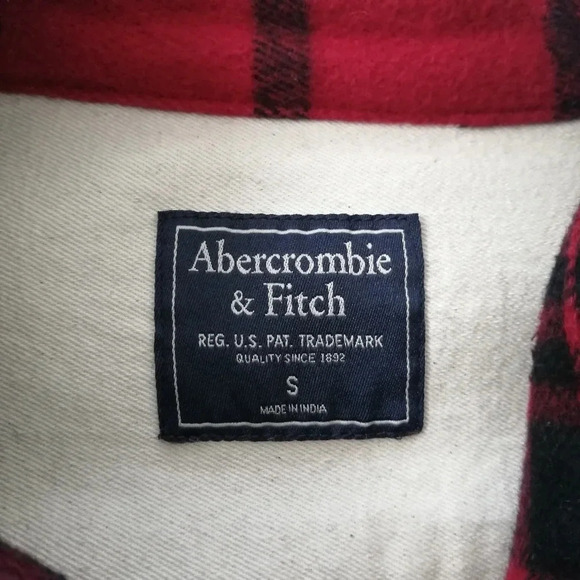 Abercrombie
& Fitch
REG. U.S. PAT. TRADEMARK
QUALITY SINCE 1892
S
MADE IN INDIA